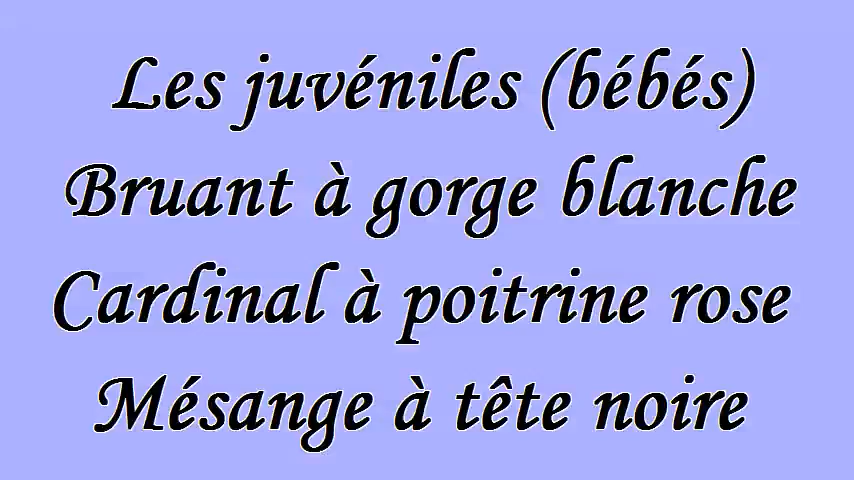 Les juvéniles (bébés)
Bruant à gorge blanche
Cardinal à poitrine rose
Mésange à tête noire